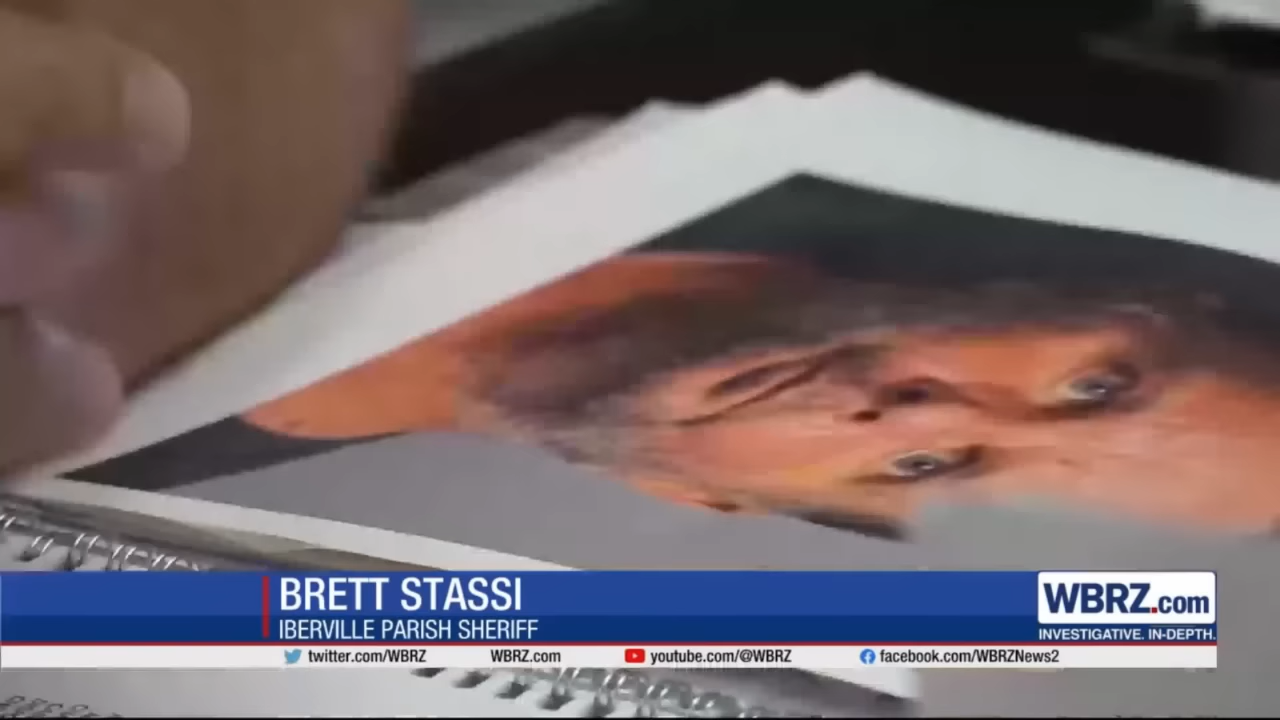 BRETT STASSI
IBERVILLE PARISH SHERIFF
WBRZ.com
INVESTIGATIVE. IN-DEPTH.
twitter.com/WBRZ WBRZ.com youtube.com/@WBRZ facebook.com/WBRZNews2